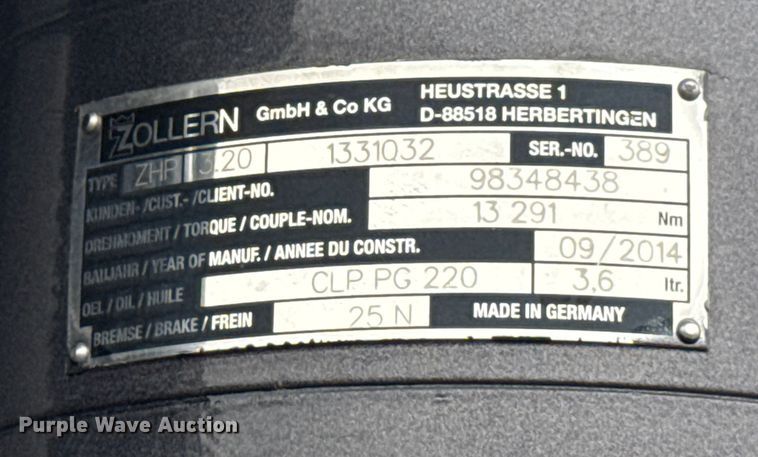 ZOLLERN GmbH & Co KG HEUSTRASSE 1
D-88518 HERBERTINGEN
TYPE ZHP 3.20 1331032 SER.-NO. 389
KUNDEN-/CUST.-/CLIENT-NO. 98348438
DREHMOMENT / TORQUE / COUPLE-NOM. 13 291 Nm
BAUJAHR / YEAR OF MANUF. / ANNEE DU CONSTR. 09/2014
OEL / OIL / HUILE CLP PG 220 3,6 ltr.
BREMSE / BRAKE / FREIN 25 N MADE IN GERMANY
Purple Wave Auction